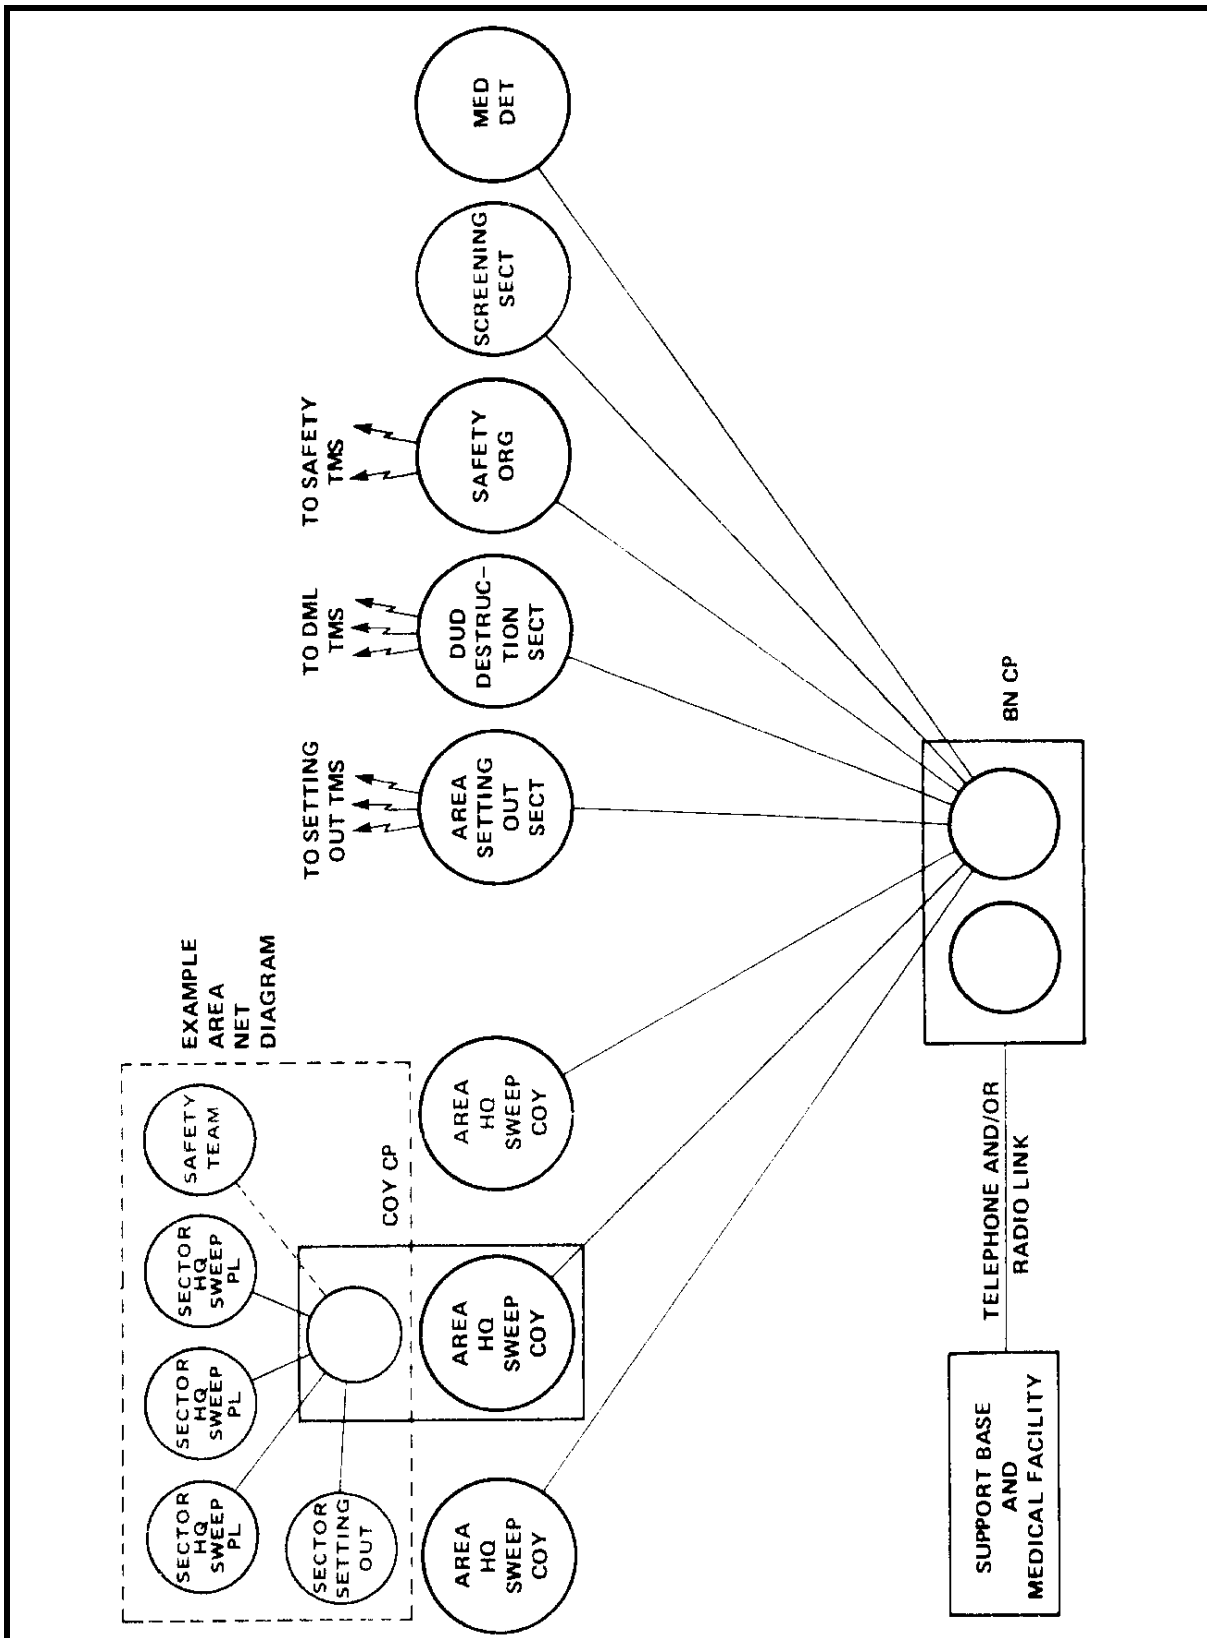 EXAMPLE
AREA
NET
DIAGRAM
SECTOR
HQ
SWEEP
PL
SECTOR
HQ
SWEEP
PL
SECTOR
HQ
SWEEP
PL
SAFETY
TEAM
SECTOR
SETTING
OUT
COY CP
TO SETTING
OUT TMS
TO DML
TMS
TO SAFETY
TMS
AREA
HQ
SWEEP
COY
AREA
HQ
SWEEP
COY
AREA
HQ
SWEEP
COY
AREA
SETTING
OUT
SECT
DUD
DESTRUC–
TION
SECT
SAFETY
ORG
SCREENING
SECT
MED
DET
SUPPORT BASE
AND
MEDICAL FACILITY
TELEPHONE AND/OR
RADIO LINK
BN CP